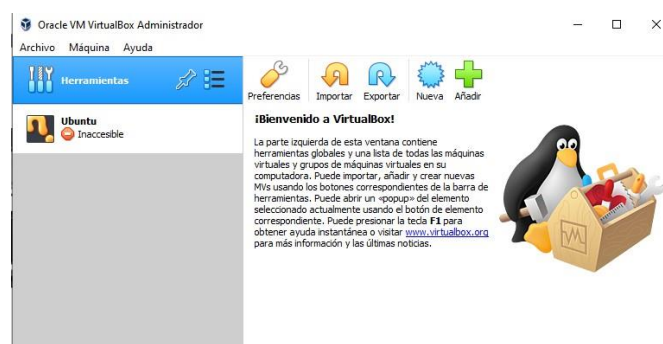 Oracle VM VirtualBox Administrador
Archivo Máquina Ayuda
Herramientas
Ubuntu
Inaccesible
Preferencias Importar Exportar Nueva Añadir
¡Bienvenido a VirtualBox!
La parte izquierda de esta ventana contiene
herramientas globales y una lista de todas las máquinas
virtuales y grupos de máquinas virtuales en su
computadora. Puede importar, añadir y crear nuevas
MVs usando los botones correspondientes de la barra de
herramientas. Puede abrir un «popup» del elemento
seleccionado actualmente usando el botón de elemento
correspondiente. Puede presionar la tecla F1 para
obtener ayuda instantánea o visitar www.virtualbox.org
para más información y las últimas noticias.